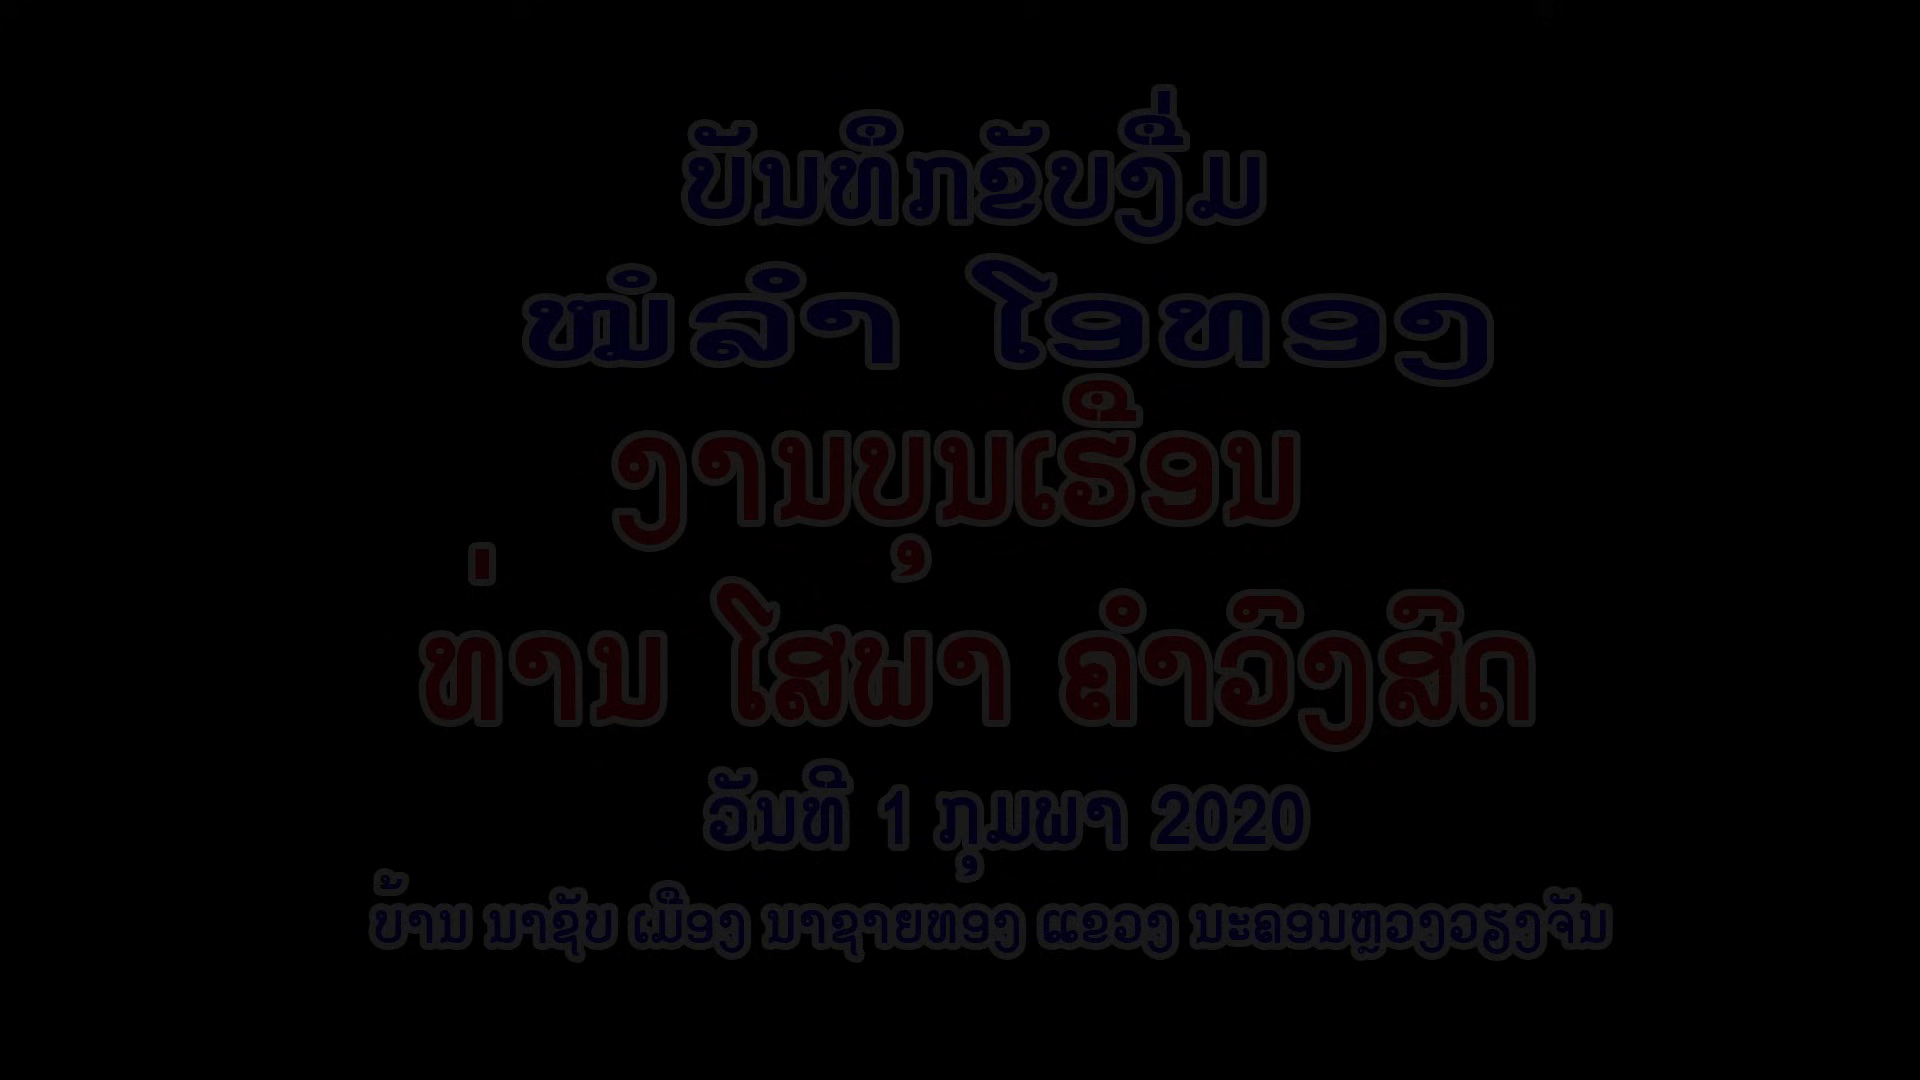 ບັນທຶກຂັບງື່ມ
ໝໍລຳ ໂອທອງ
ງານບຸນເຮືອນ
ທ່ານ ໂສພາ ຄຳວົງສົດ
ວັນທີ 1 ກຸມພາ 2020
ບ້ານ ນາຊັບ ເມືອງ ນາຊາຍທອງ ແຂວງ ນະຄອນຫຼວງວຽງຈັນ